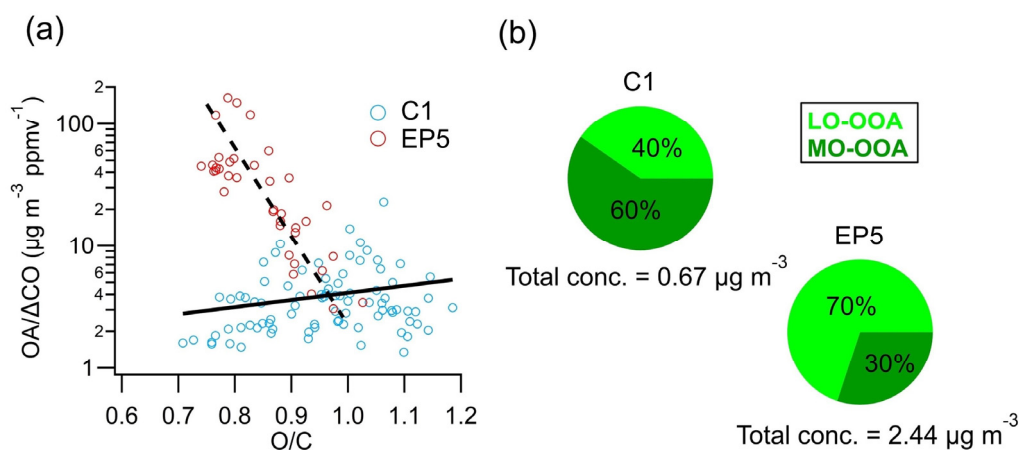 (a)
OA/ΔCO (µg m⁻³ ppmv⁻¹)
2
100
6
4
2
10
6
4
2
1
0.6 0.7 0.8 0.9 1.0 1.1 1.2
O/C
C1
EP5
(b)
C1
40%
60%
Total conc. = 0.67 µg m⁻³
LO-OOA
MO-OOA
EP5
70%
30%
Total conc. = 2.44 µg m⁻³